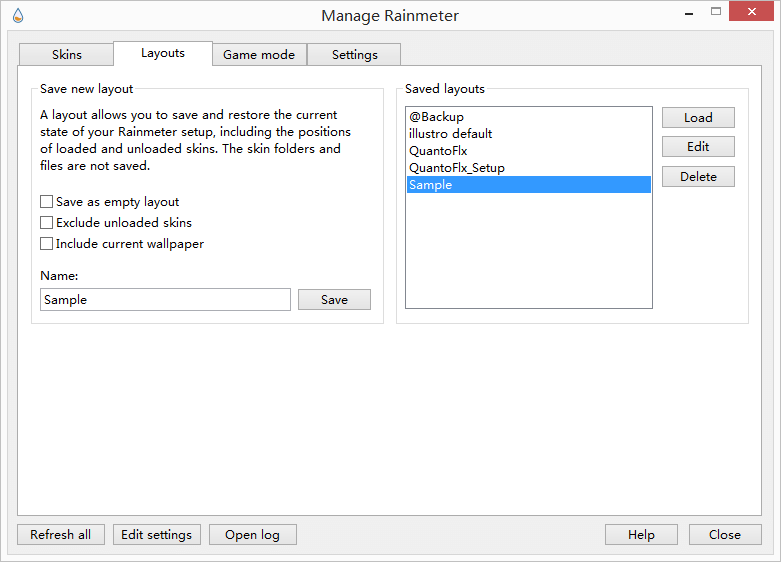 Manage Rainmeter
Skins
Layouts
Game mode
Settings
Save new layout
A layout allows you to save and restore the current
state of your Rainmeter setup, including the positions
of loaded and unloaded skins. The skin folders and
files are not saved.
Save as empty layout
Exclude unloaded skins
Include current wallpaper
Name:
Sample
Save
Saved layouts
@Backup
illustro default
QuantoFlx
QuantoFlx_Setup
Sample
Load
Edit
Delete
Refresh all
Edit settings
Open log
Help
Close